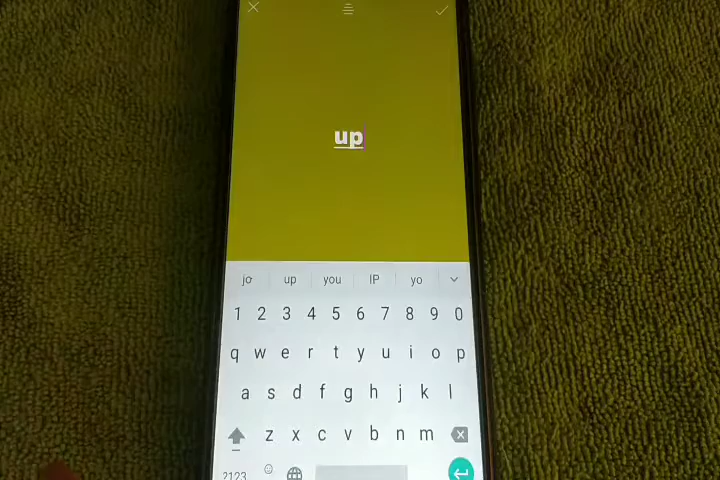 up
jo up you IP yo
1 2 3 4 5 6 7 8 9 0
q w e r t y u i o p
a s d f g h j k l
z x c v b n m
?123